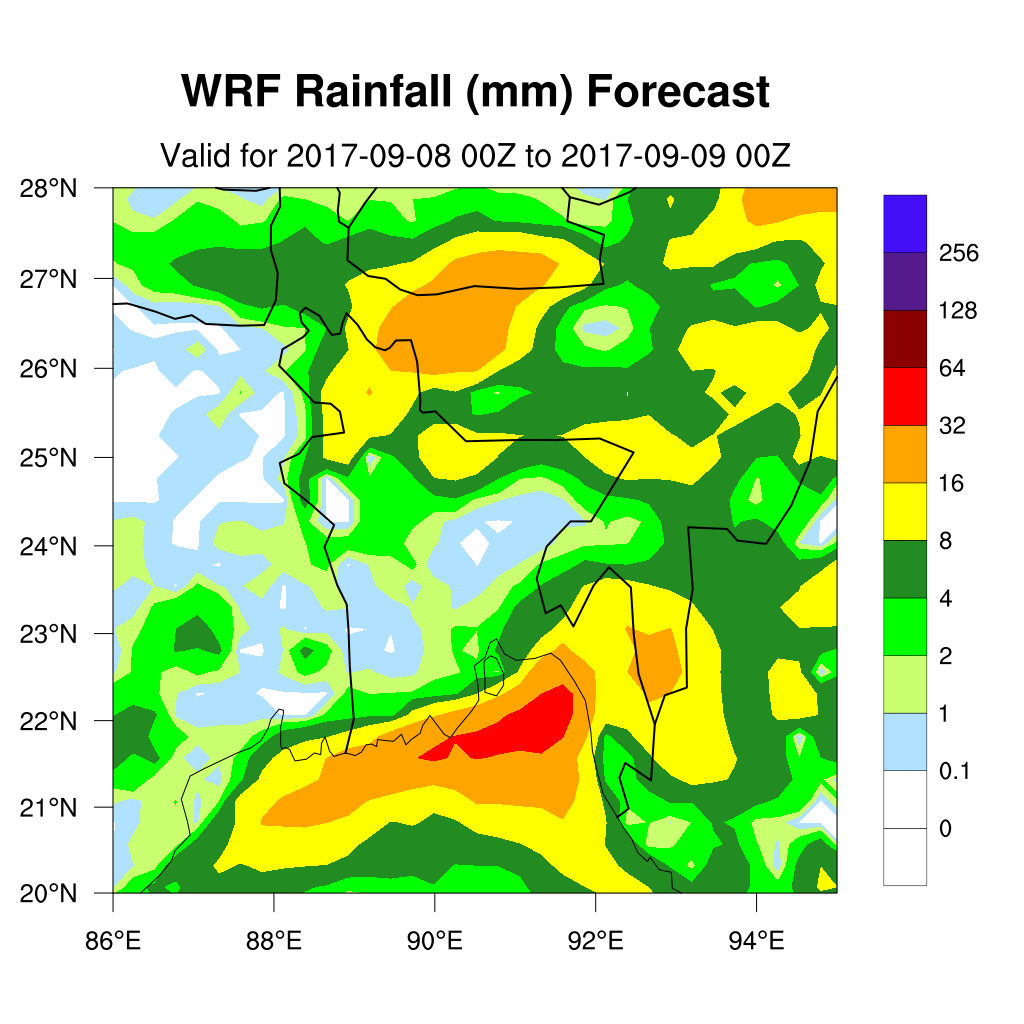 WRF Rainfall (mm) Forecast
Valid for 2017-09-08 00Z to 2017-09-09 00Z
28°N
27°N
26°N
25°N
24°N
23°N
22°N
21°N
20°N
86°E 88°E 90°E 92°E 94°E
256
128
64
32
16
8
4
2
1
0.1
0